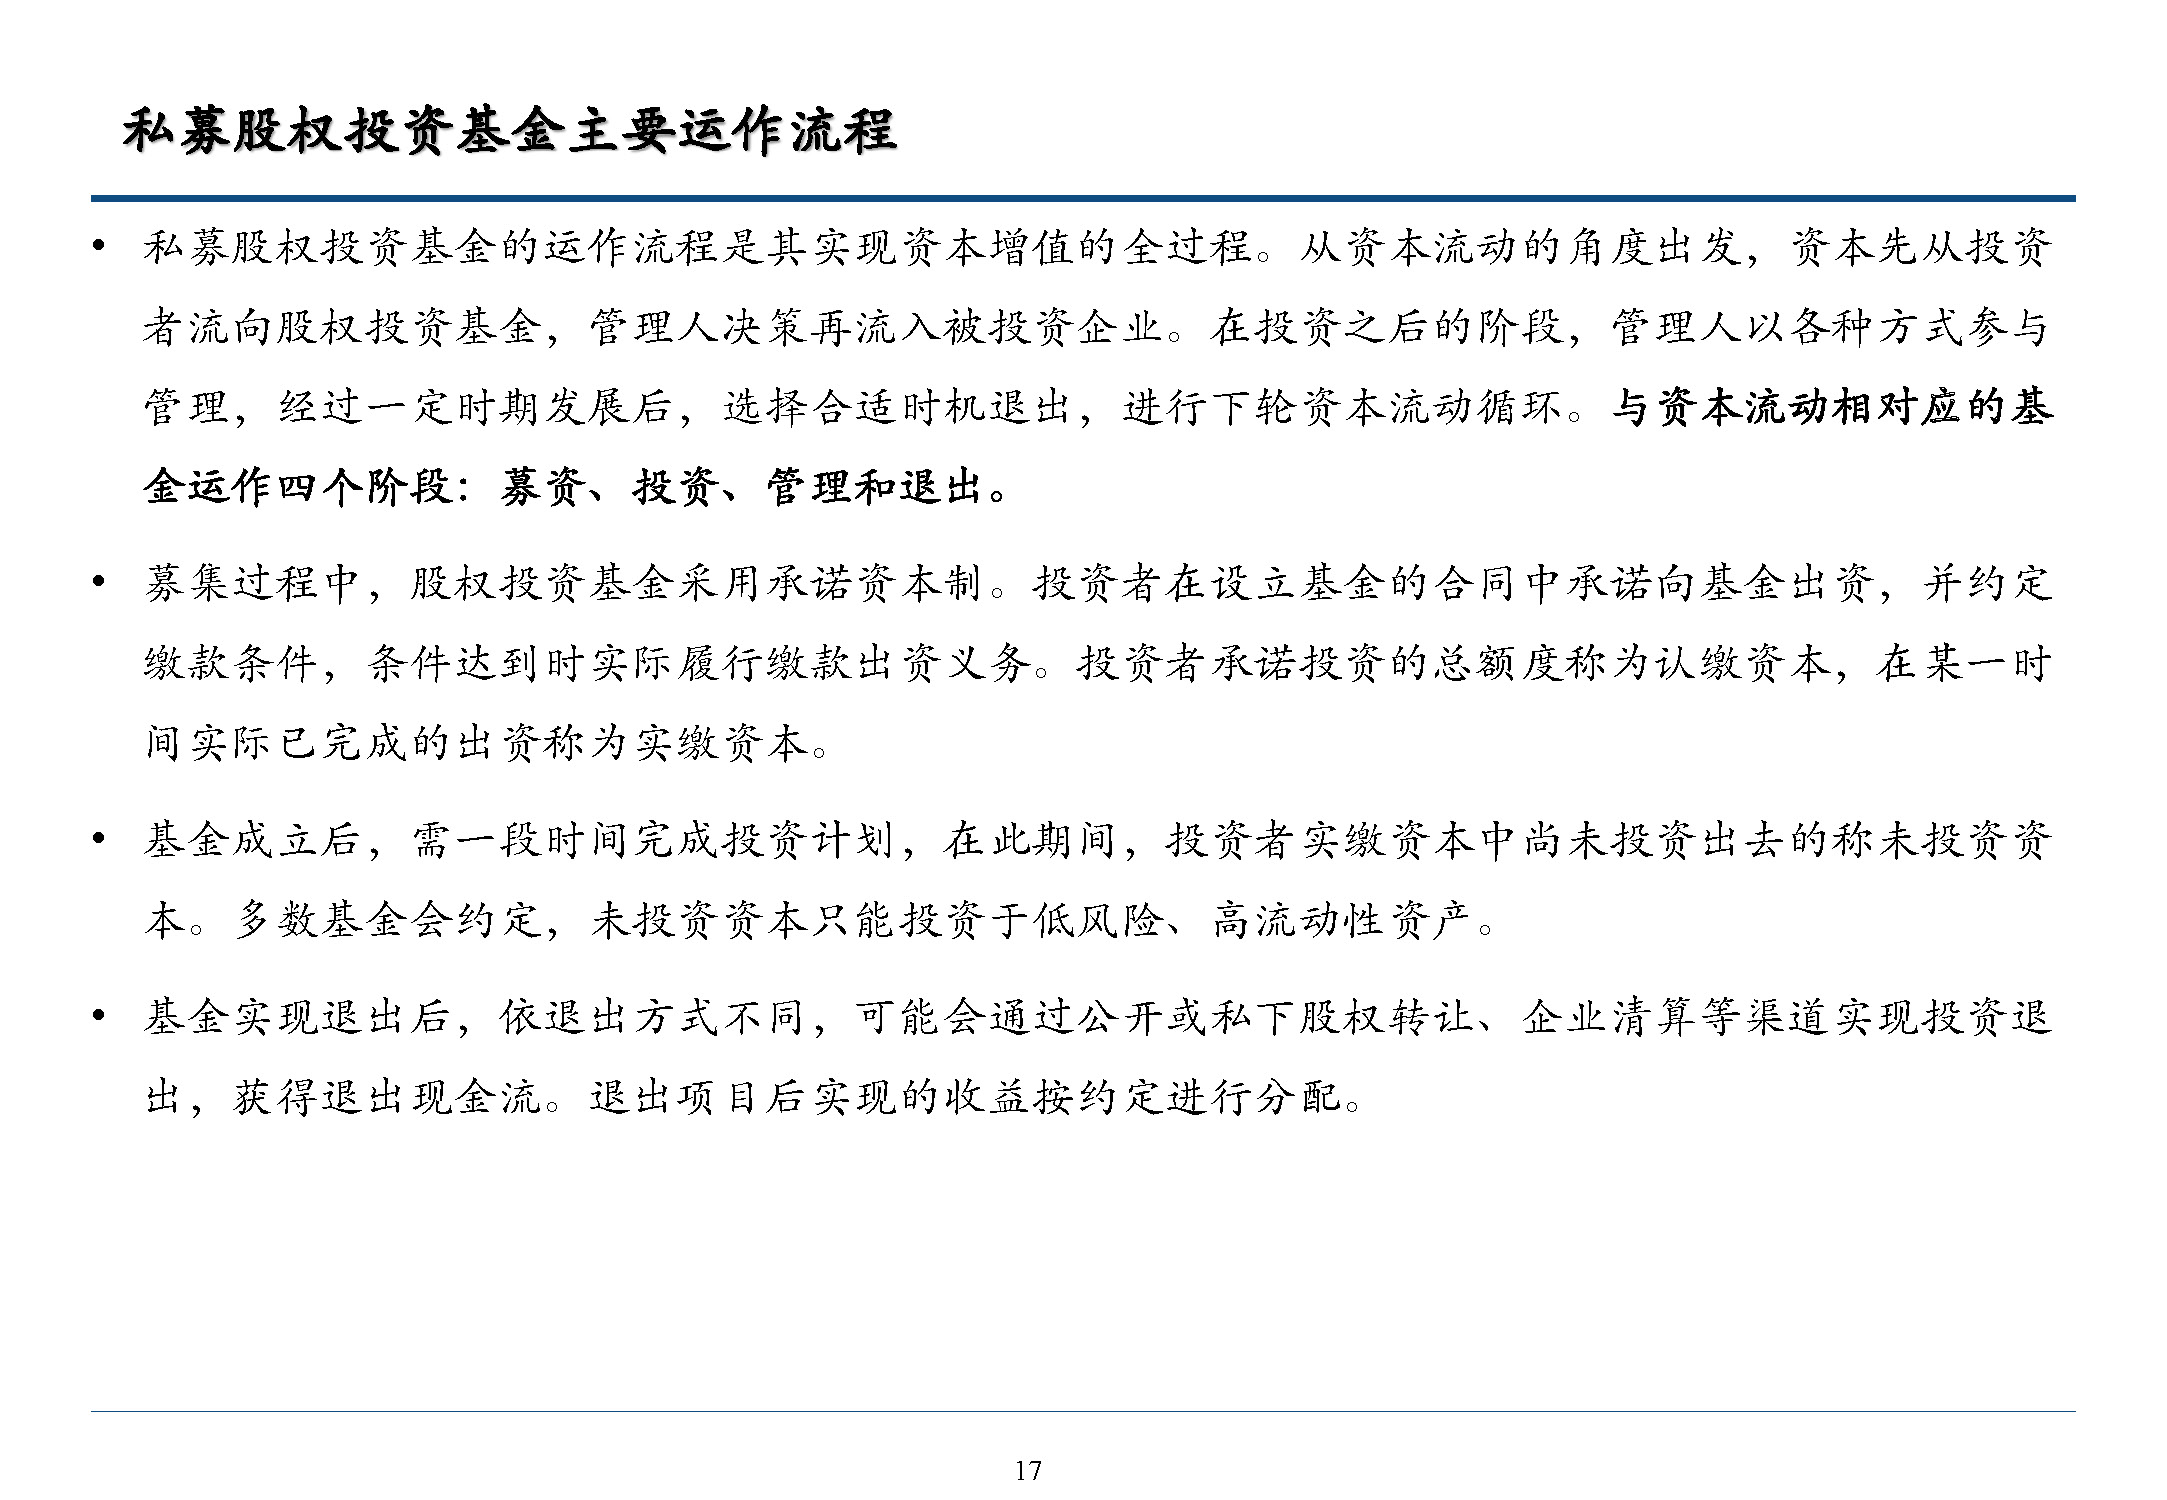 私募股权投资基金主要运作流程
• 私募股权投资基金的运作流程是其实现资本增值的全过程。从资本流动的角度出发，资本先从投资
者流向股权投资基金，管理人决策再流入被投资企业。在投资之后的阶段，管理人以各种方式参与
管理，经过一定时期发展后，选择合适时机退出，进行下轮资本流动循环。与资本流动相对应的基
金运作四个阶段：募资、投资、管理和退出。
• 募集过程中，股权投资基金采用承诺资本制。投资者在设立基金的合同中承诺向基金出资，并约定
缴款条件，条件达到时实际履行缴款出资义务。投资者承诺投资的总额度称为认缴资本，在某一时
间实际已完成的出资称为实缴资本。
• 基金成立后，需一段时间完成投资计划，在此期间，投资者实缴资本中尚未投资出去的称未投资资
本。多数基金会约定，未投资资本只能投资于低风险、高流动性资产。
• 基金实现退出后，依退出方式不同，可能会通过公开或私下股权转让、企业清算等渠道实现投资退
出，获得退出现金流。退出项目后实现的收益按约定进行分配。
17